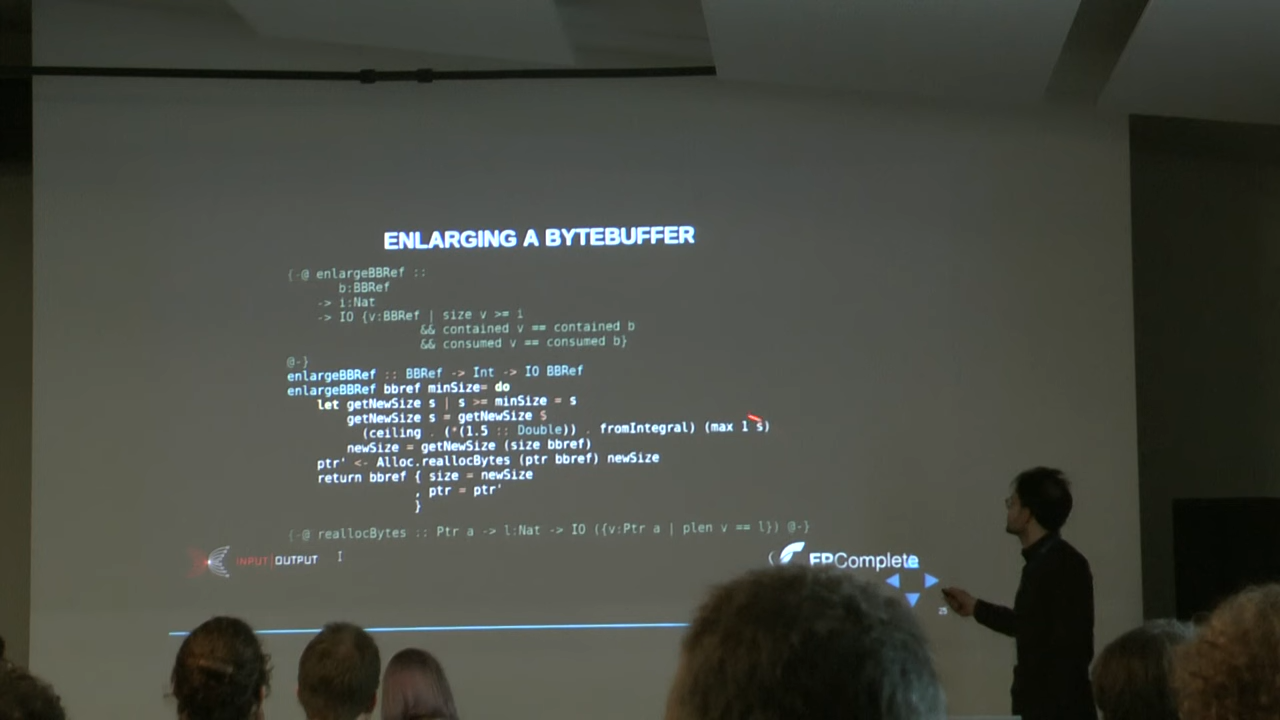 ENLARGING A BYTEBUFFER
{-@ enlargeBBRef ::
b:BBRef
-> i:Nat
-> IO {v:BBRef | size v >= i
&& contained v == contained b
&& consumed v == consumed b}
@-}
enlargeBBRef :: BBRef -> Int -> IO BBRef
enlargeBBRef bbref minSize= do
let getNewSize s | s >= minSize = s
getNewSize s = getNewSize $
(ceiling . (*(1.5 :: Double)) . fromIntegral) (max 1 s)
newSize = getNewSize (size bbref)
ptr' <- Alloc.reallocBytes (ptr bbref) newSize
return bbref { size = newSize
, ptr = ptr'
}
{-@ reallocBytes :: Ptr a -> l:Nat -> IO ({v:Ptr a | plen v == l}) @-}
INPUT|OUTPUT
FPComplete
25